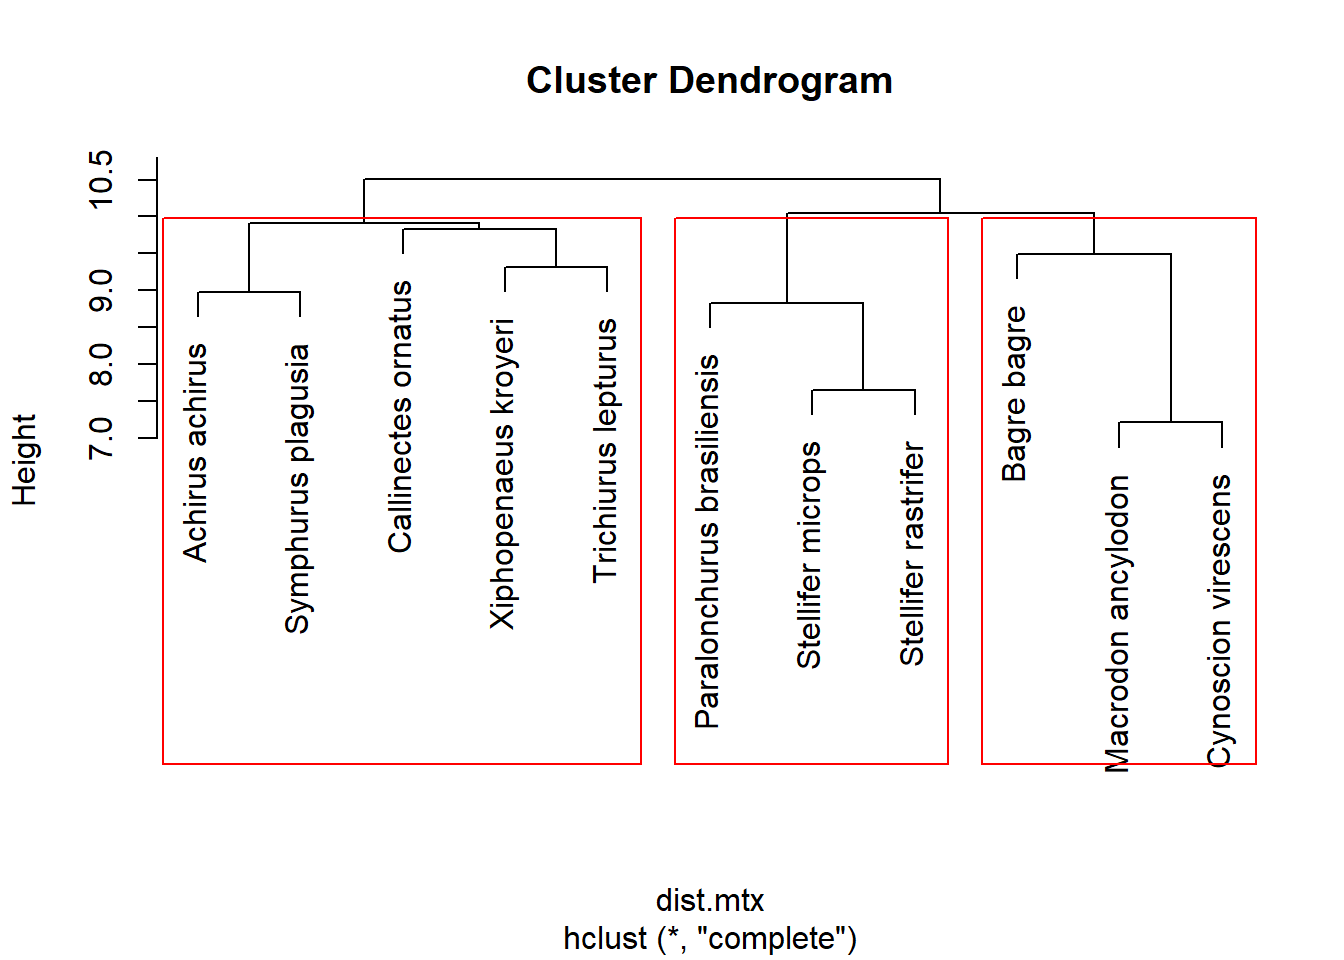 Cluster Dendrogram
Height
10.5
9.0
8.0
7.0
Achirus achirus
Symphurus plagusia
Callinectes ornatus
Xiphopenaeus kroyeri
Trichiurus lepturus
Paralonchurus brasiliensis
Stellifer microps
Stellifer rastrifer
Bagre bagre
Macrodon ancylodon
Cynoscion virescens
dist.mtx
hclust (*, "complete")